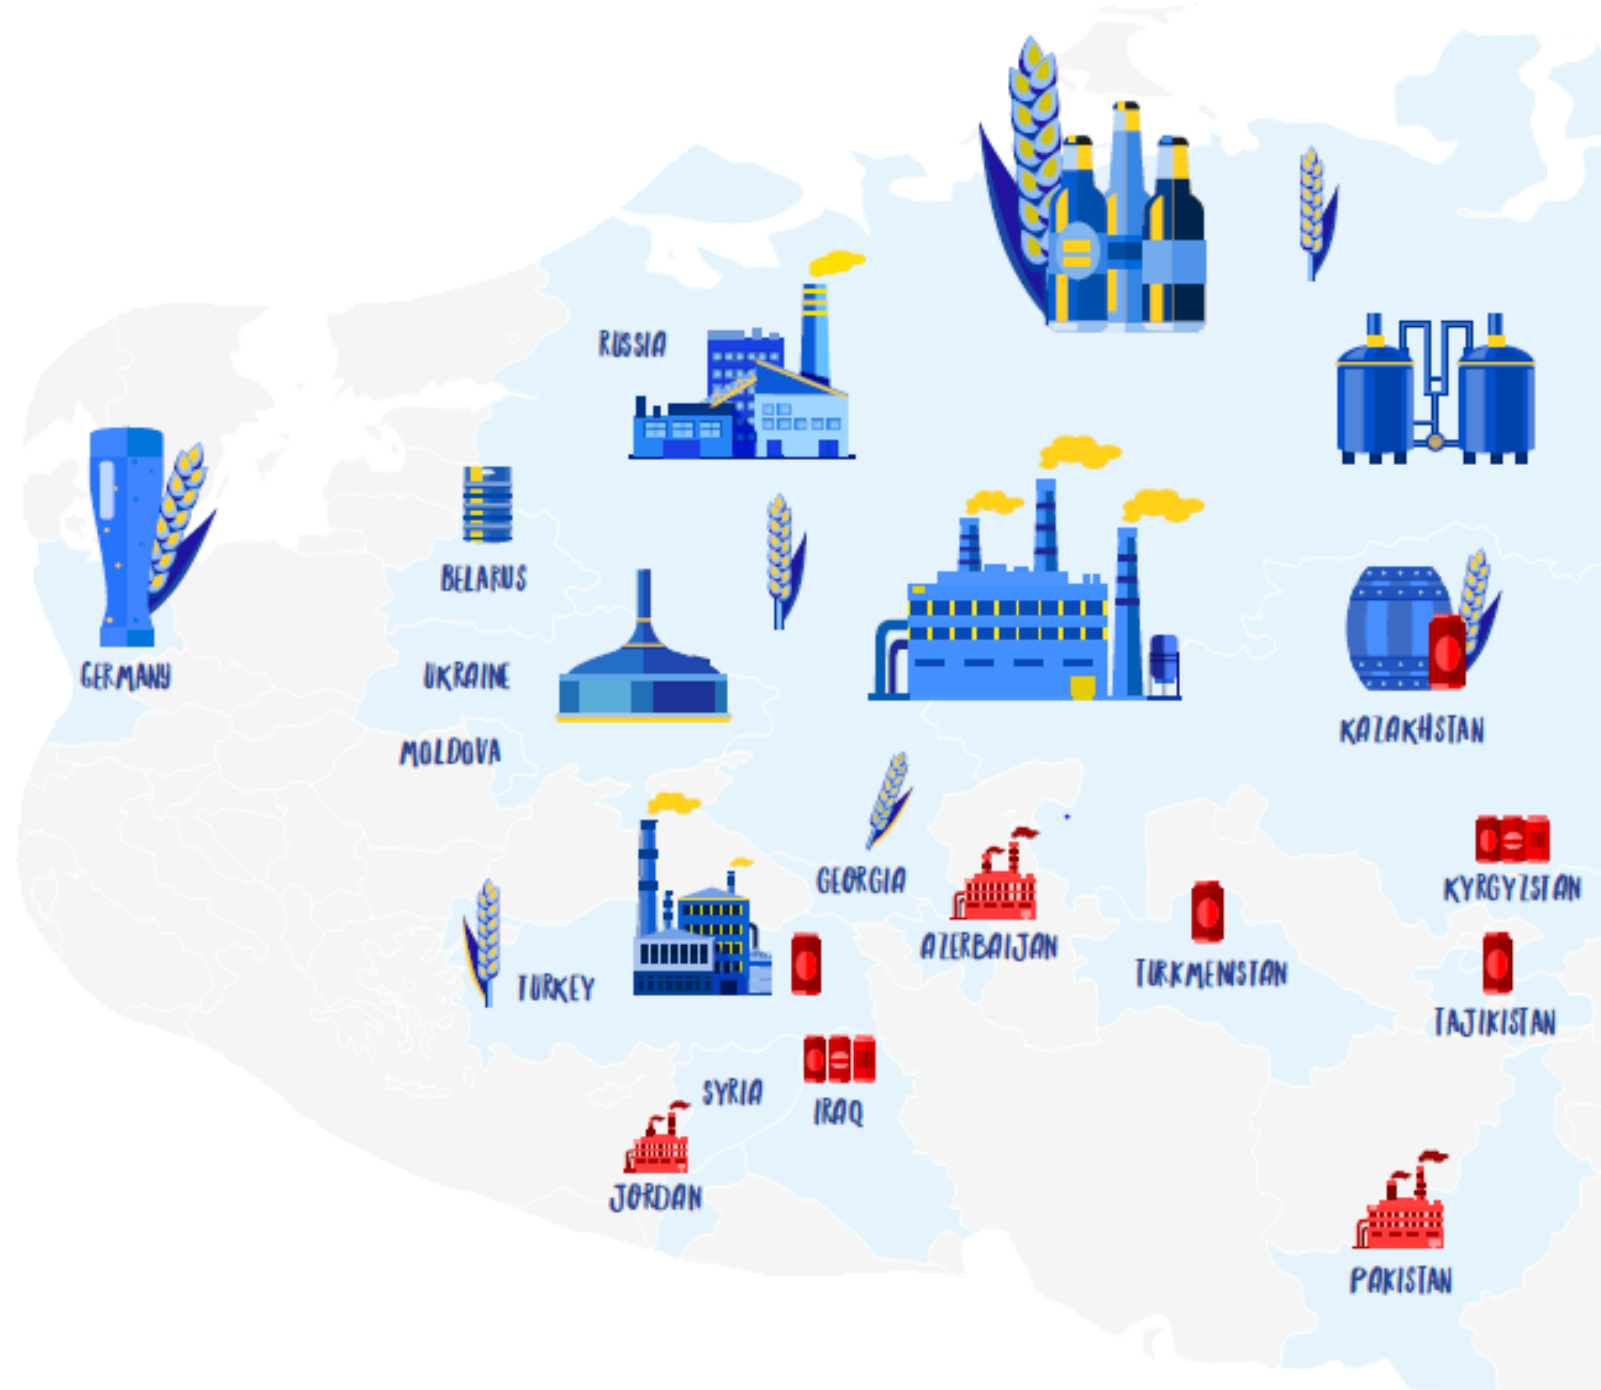 RUSSIA
BELARUS
GERMANY
UKRAINE
MOLDOVA
KAZAKHSTAN
GEORGIA
KYRGYZSTAN
AZERBAIJAN
TURKMENISTAN
TURKEY
TAJIKISTAN
SYRIA
IRAQ
JORDAN
PAKISTAN